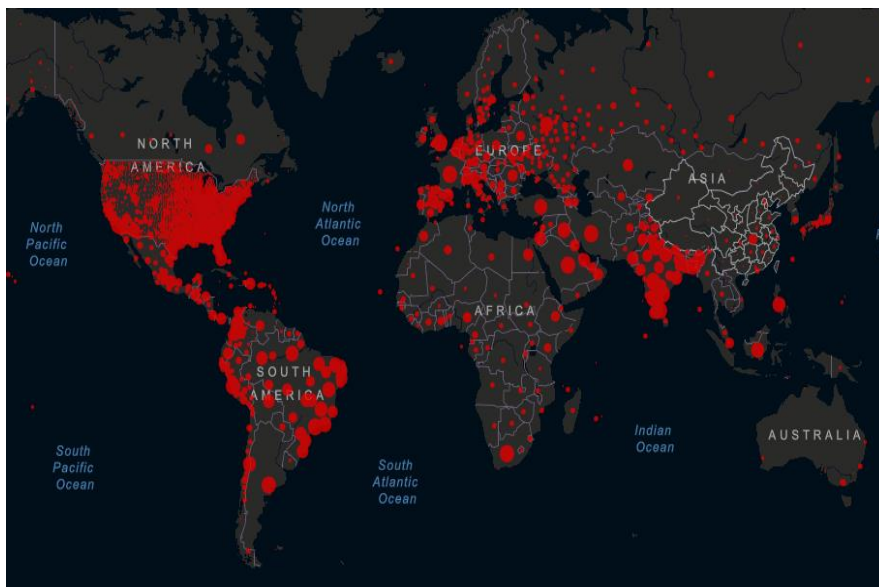 NORTH
AMERICA
EUROPE
ASIA
North
Pacific
Ocean
North
Atlantic
Ocean
AFRICA
SOUTH
AMERICA
South
Pacific
Ocean
South
Atlantic
Ocean
Indian
Ocean
AUSTRALIA